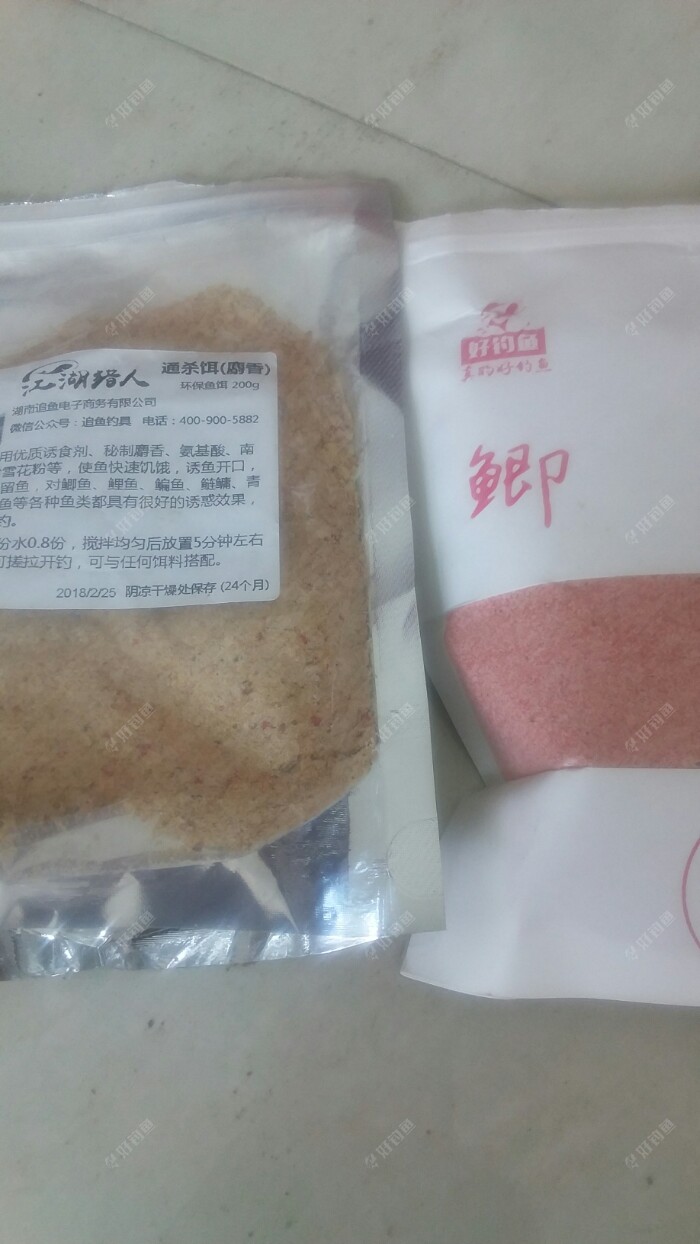 江湖猎人
通杀饵(麝香)
环保鱼饵 200g
湖市追鱼电子商务有限公司
微信公众号：追鱼钓具 电话：400-900-5882
用优质诱食剂、秘制麝香、氨基酸、南
雪花粉等，使鱼快速饥饿，诱鱼开口，
留鱼，对鲫鱼、鲤鱼、鳊鱼、鲢鳙、青
鱼等各种鱼类都具有很好的诱惑效果，
钓。
份水0.8份，搅拌均匀后放置5分钟左右
可搓拉开钓，可与任何饵料搭配。
2018/2/25 阴凉干燥处保存 (24个月)
好钓鱼
真的好钓鱼
鲫